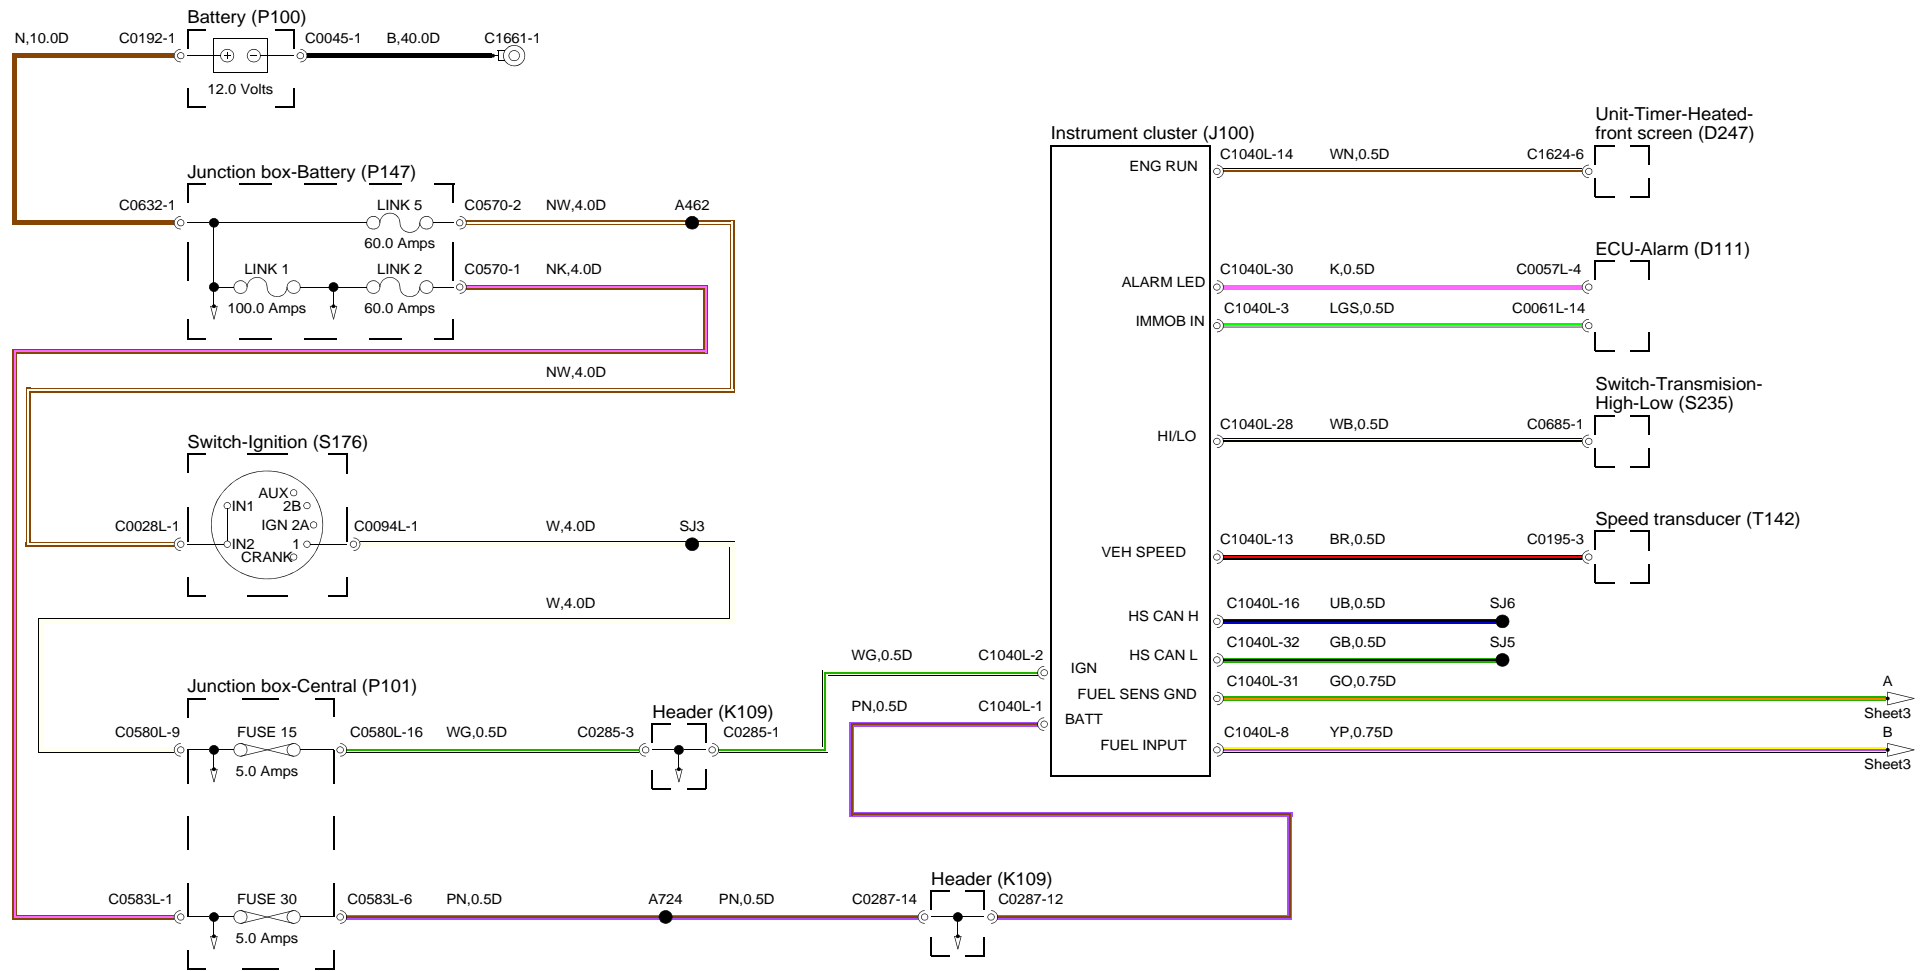 Battery (P100)
N,10.0D
C0192-1
C0045-1
B,40.0D
C1661-1
12.0 Volts
Junction box-Battery (P147)
C0632-1
LINK 5
60.0 Amps
C0570-2
NW,4.0D
A462
LINK 1
100.0 Amps
LINK 2
60.0 Amps
C0570-1
NK,4.0D
NW,4.0D
Switch-Ignition (S176)
C0028L-1
AUX
IN1
2B
IGN 2A
IN2
1
CRANK
C0094L-1
W,4.0D
SJ3
W,4.0D
Junction box-Central (P101)
C0580L-9
FUSE 15
5.0 Amps
C0580L-16
WG,0.5D
C0285-3
Header (K109)
C0285-1
WG,0.5D
C1040L-2
PN,0.5D
C1040L-1
C0583L-1
FUSE 30
5.0 Amps
C0583L-6
PN,0.5D
A724
PN,0.5D
C0287-14
Header (K109)
C0287-12
Instrument cluster (J100)
ENG RUN
C1040L-14
WN,0.5D
C1624-6
Unit-Timer-Heated-
front screen (D247)
ALARM LED
C1040L-30
K,0.5D
C0057L-4
ECU-Alarm (D111)
IMMOB IN
C1040L-3
LGS,0.5D
C0061L-14
HI/LO
C1040L-28
WB,0.5D
C0685-1
Switch-Transmision-
High-Low (S235)
VEH SPEED
C1040L-13
BR,0.5D
C0195-3
Speed transducer (T142)
HS CAN H
C1040L-16
UB,0.5D
SJ6
HS CAN L
C1040L-32
GB,0.5D
SJ5
IGN
FUEL SENS GND
C1040L-31
GO,0.75D
A
Sheet3
BATT
FUEL INPUT
C1040L-8
YP,0.75D
B
Sheet3